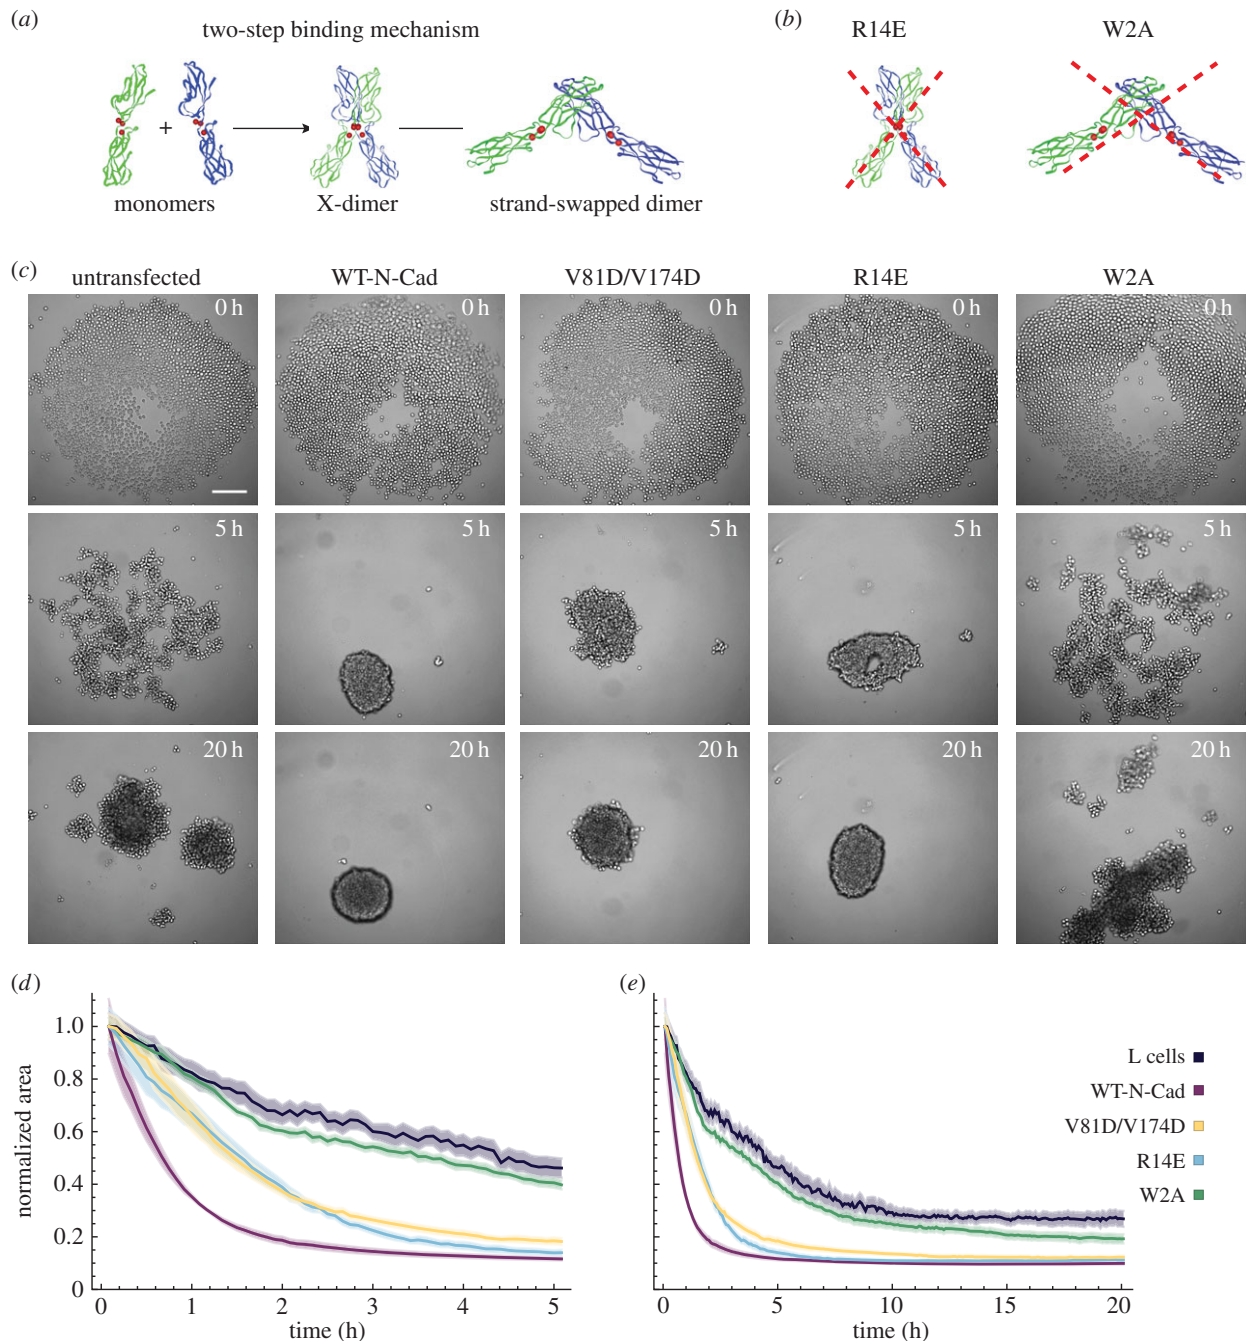 (a)
two-step binding mechanism
+
monomers
X-dimer
strand-swapped dimer
(b)
R14E
W2A
(c)
untransfected
WT-N-Cad
V81D/V174D
R14E
W2A
0 h
0 h
0 h
0 h
0 h
5 h
5 h
5 h
5 h
5 h
20 h
20 h
20 h
20 h
20 h
(d)
normalized area
1.0
0.8
0.6
0.4
0.2
0
0 1 2 3 4 5
time (h)
(e)
0 5 10 15 20
time (h)
L cells
WT-N-Cad
V81D/V174D
R14E
W2A